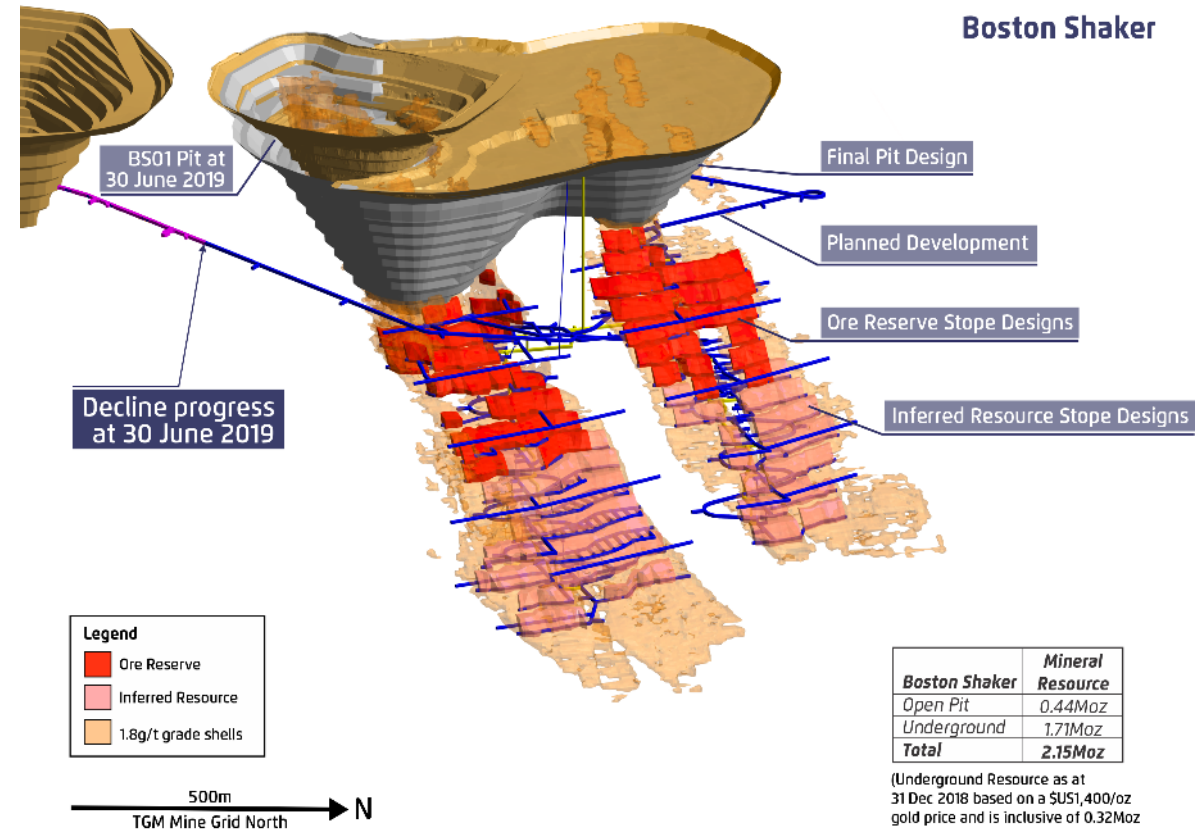 Boston Shaker
BS01 Pit at
30 June 2019
Final Pit Design
Planned Development
Ore Reserve Stope Designs
Inferred Resource Stope Designs
Decline progress
at 30 June 2019
Legend
Ore Reserve
Inferred Resource
1.8g/t grade shells
500m
N
TGM Mine Grid North
Boston Shaker Mineral Resource
Open Pit 0.44Moz
Underground 1.71Moz
Total 2.15Moz
(Underground Resource as at
31 Dec 2018 based on a $US1,400/oz
gold price and is inclusive of 0.32Moz